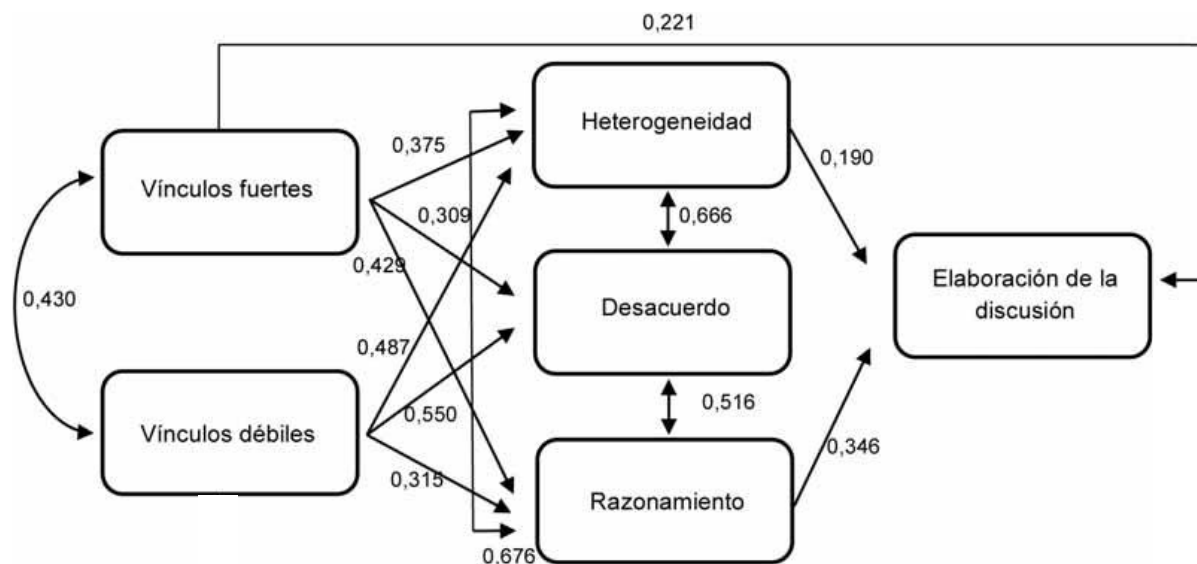 0,221
Heterogeneidad
0,375
0,190
Vínculos fuertes
0,309
0,666
0,429
Elaboración de la
discusión
0,430
Desacuerdo
0,487
0,550
0,516
Vínculos débiles
0,315
0,346
Razonamiento
0,676